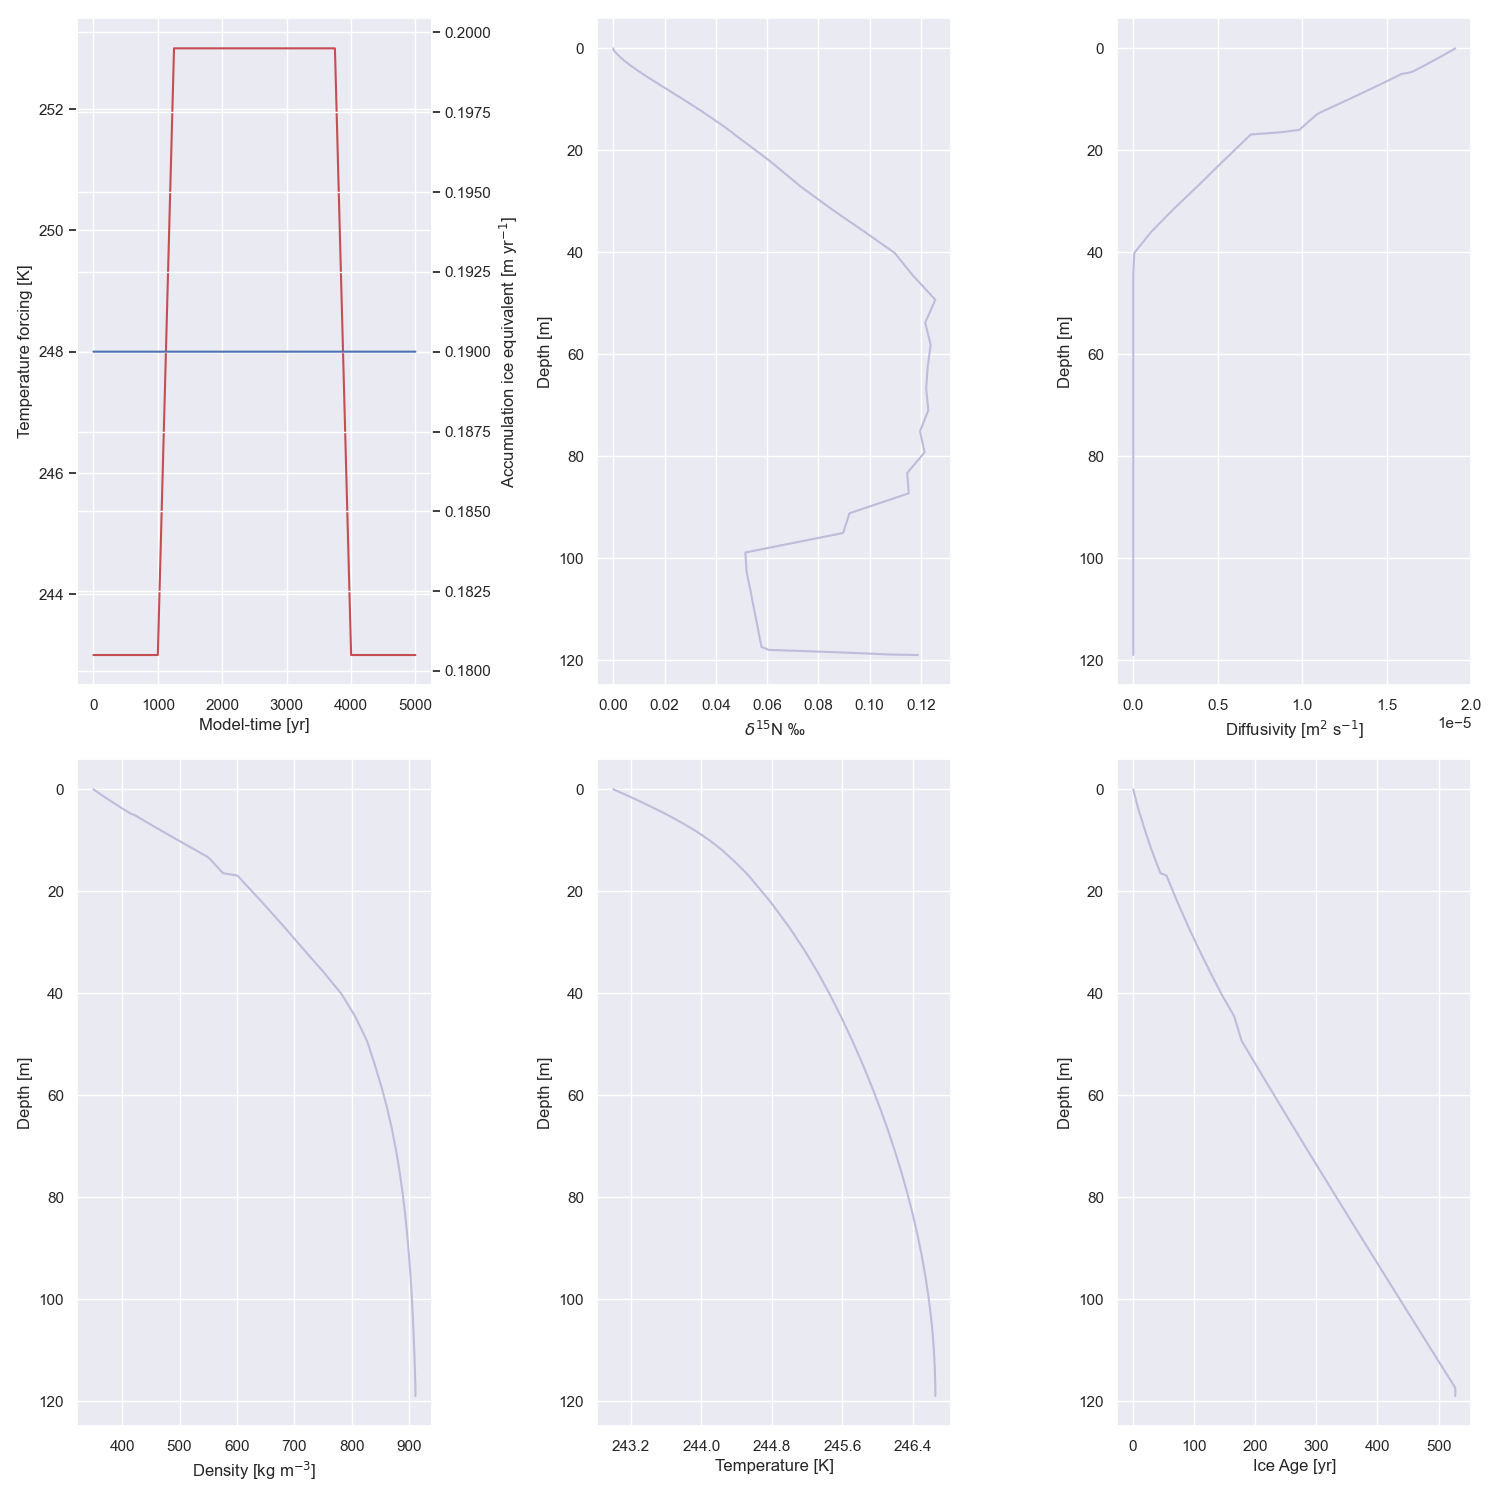 Temperature forcing [K]
252
250
248
246
244
0.2000
0.1975
0.1950
0.1925
0.1900
0.1875
0.1850
0.1825
0.1800
Accumulation ice equivalent [m yr⁻¹]
0 1000 2000 3000 4000 5000
Model-time [yr]
Depth [m]
0
20
40
60
80
100
120
0.00 0.02 0.04 0.06 0.08 0.10 0.12
δ¹⁵N ‰
Depth [m]
0
20
40
60
80
100
120
0.0 0.5 1.0 1.5 2.0
1e−5
Diffusivity [m² s⁻¹]
Depth [m]
0
20
40
60
80
100
120
400 500 600 700 800 900
Density [kg m⁻³]
Depth [m]
0
20
40
60
80
100
120
243.2 244.0 244.8 245.6 246.4
Temperature [K]
Depth [m]
0
20
40
60
80
100
120
0 100 200 300 400 500
Ice Age [yr]